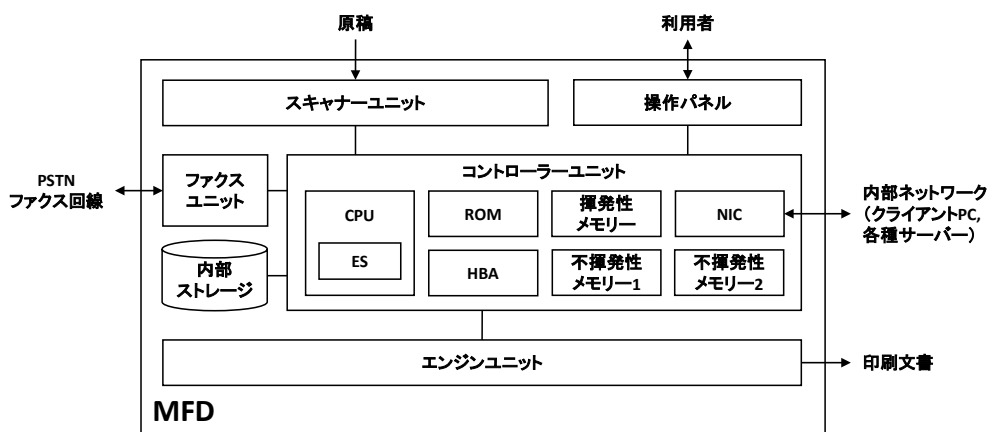 原稿
利用者
スキャナーユニット
操作パネル
コントローラーユニット
PSTN
ファクス回線
ファクス
ユニット
CPU
ES
ROM
揮発性
メモリー
NIC
内部ネットワーク
（クライアントPC,
各種サーバー）
内部
ストレージ
HBA
不揮発性
メモリー1
不揮発性
メモリー2
エンジンユニット
印刷文書
MFD